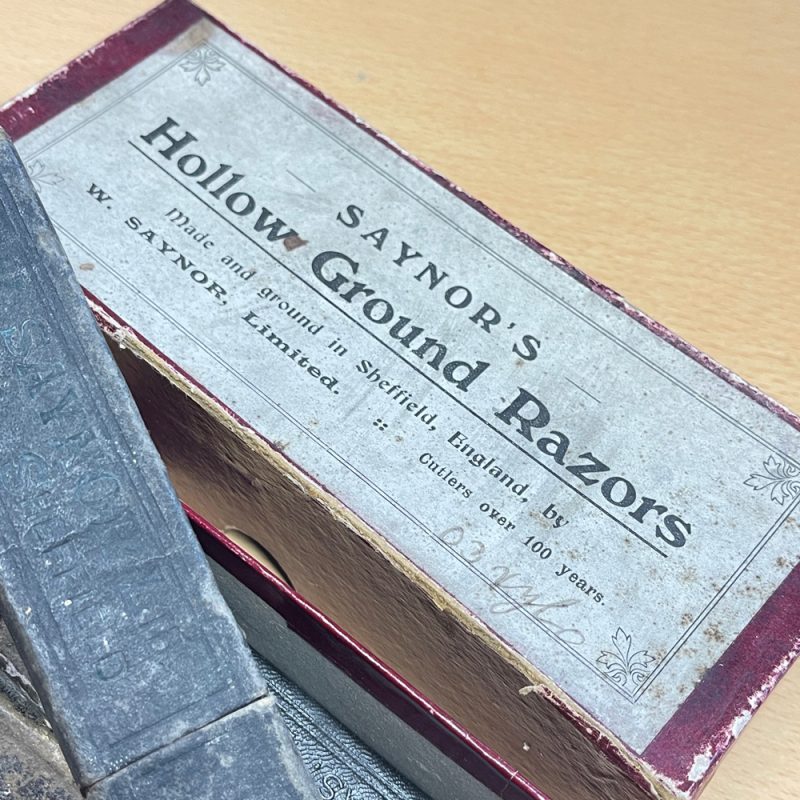 SAYNOR'S
Hollow Ground Razors
Made and ground in Sheffield, England, by
W. SAYNOR, Limited. :: Cutlers over 100 years.